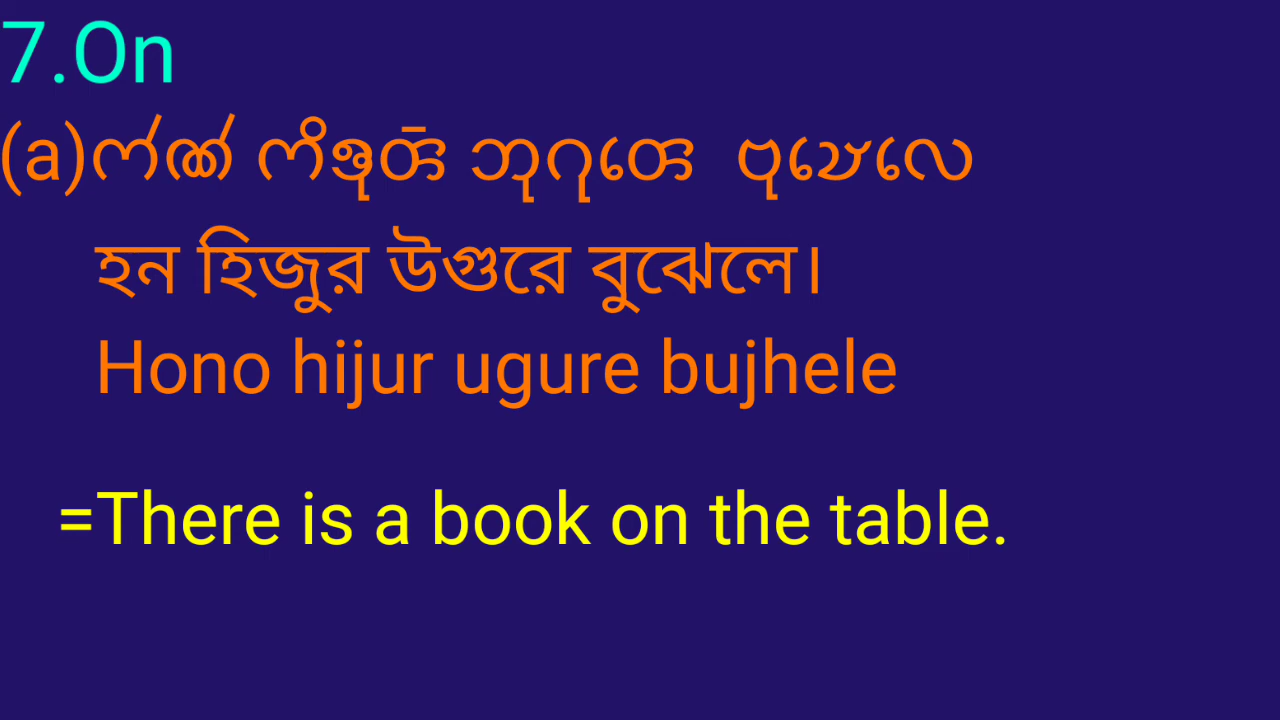 7.On
(a)𑄦𑄧𑄚𑄧 𑄦𑄨𑄎𑄪𑄢𑄴 𑄃𑄪𑄉𑄪𑄢𑄬 𑄝𑄪𑄏𑄬𑄣𑄬
হন হিজুর উগুরে বুঝেলে।
Hono hijur ugure bujhele
=There is a book on the table.